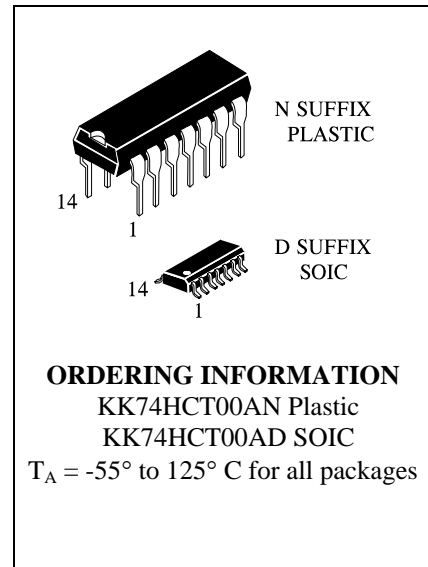 N SUFFIX
PLASTIC
14
1
D SUFFIX
SOIC
14
1
ORDERING INFORMATION
KK74HCT00AN Plastic
KK74HCT00AD SOIC
T_A = -55° to 125° C for all packages